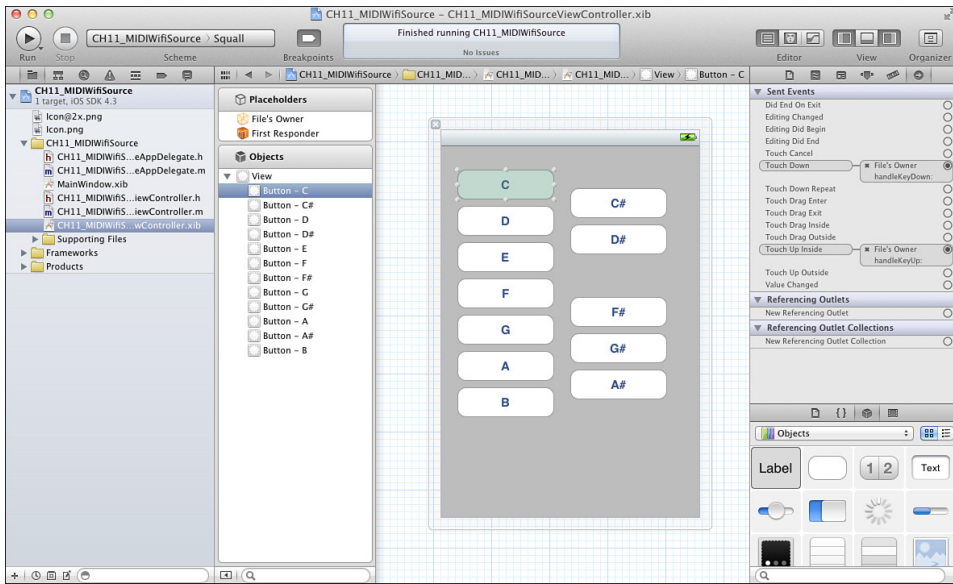 CH11_MIDIWifiSource – CH11_MIDIWifiSourceViewController.xib
Run
Stop
CH11_MIDIWifiSource
Squall
Scheme
Breakpoints
Finished running CH11_MIDIWifiSource
No Issues
Editor
View
Organizer
CH11_MIDIWifiSource
CH11_MID...
CH11_MID...
CH11_MID...
View
Button – C
CH11_MIDIWifiSource
1 target, iOS SDK 4.3
Icon@2x.png
Icon.png
CH11_MIDIWifiSource
CH11_MIDIWifiS...eAppDelegate.h
CH11_MIDIWifiS...eAppDelegate.m
MainWindow.xib
CH11_MIDIWifiS...iewController.h
CH11_MIDIWifiS...iewController.m
CH11_MIDIWifiS...wController.xib
Supporting Files
Frameworks
Products
Placeholders
File's Owner
First Responder
Objects
View
Button – C
Button – C#
Button – D
Button – D#
Button – E
Button – F
Button – F#
Button – G
Button – G#
Button – A
Button – A#
Button – B
C
D
E
F
G
A
B
C#
D#
F#
G#
A#
Sent Events
Did End On Exit
Editing Changed
Editing Did Begin
Editing Did End
Touch Cancel
Touch Down
File's Owner
handleKeyDown:
Touch Down Repeat
Touch Drag Enter
Touch Drag Exit
Touch Drag Inside
Touch Drag Outside
Touch Up Inside
File's Owner
handleKeyUp:
Touch Up Outside
Value Changed
Referencing Outlets
New Referencing Outlet
Referencing Outlet Collections
New Referencing Outlet Collection
Objects
Label
1 2
Text